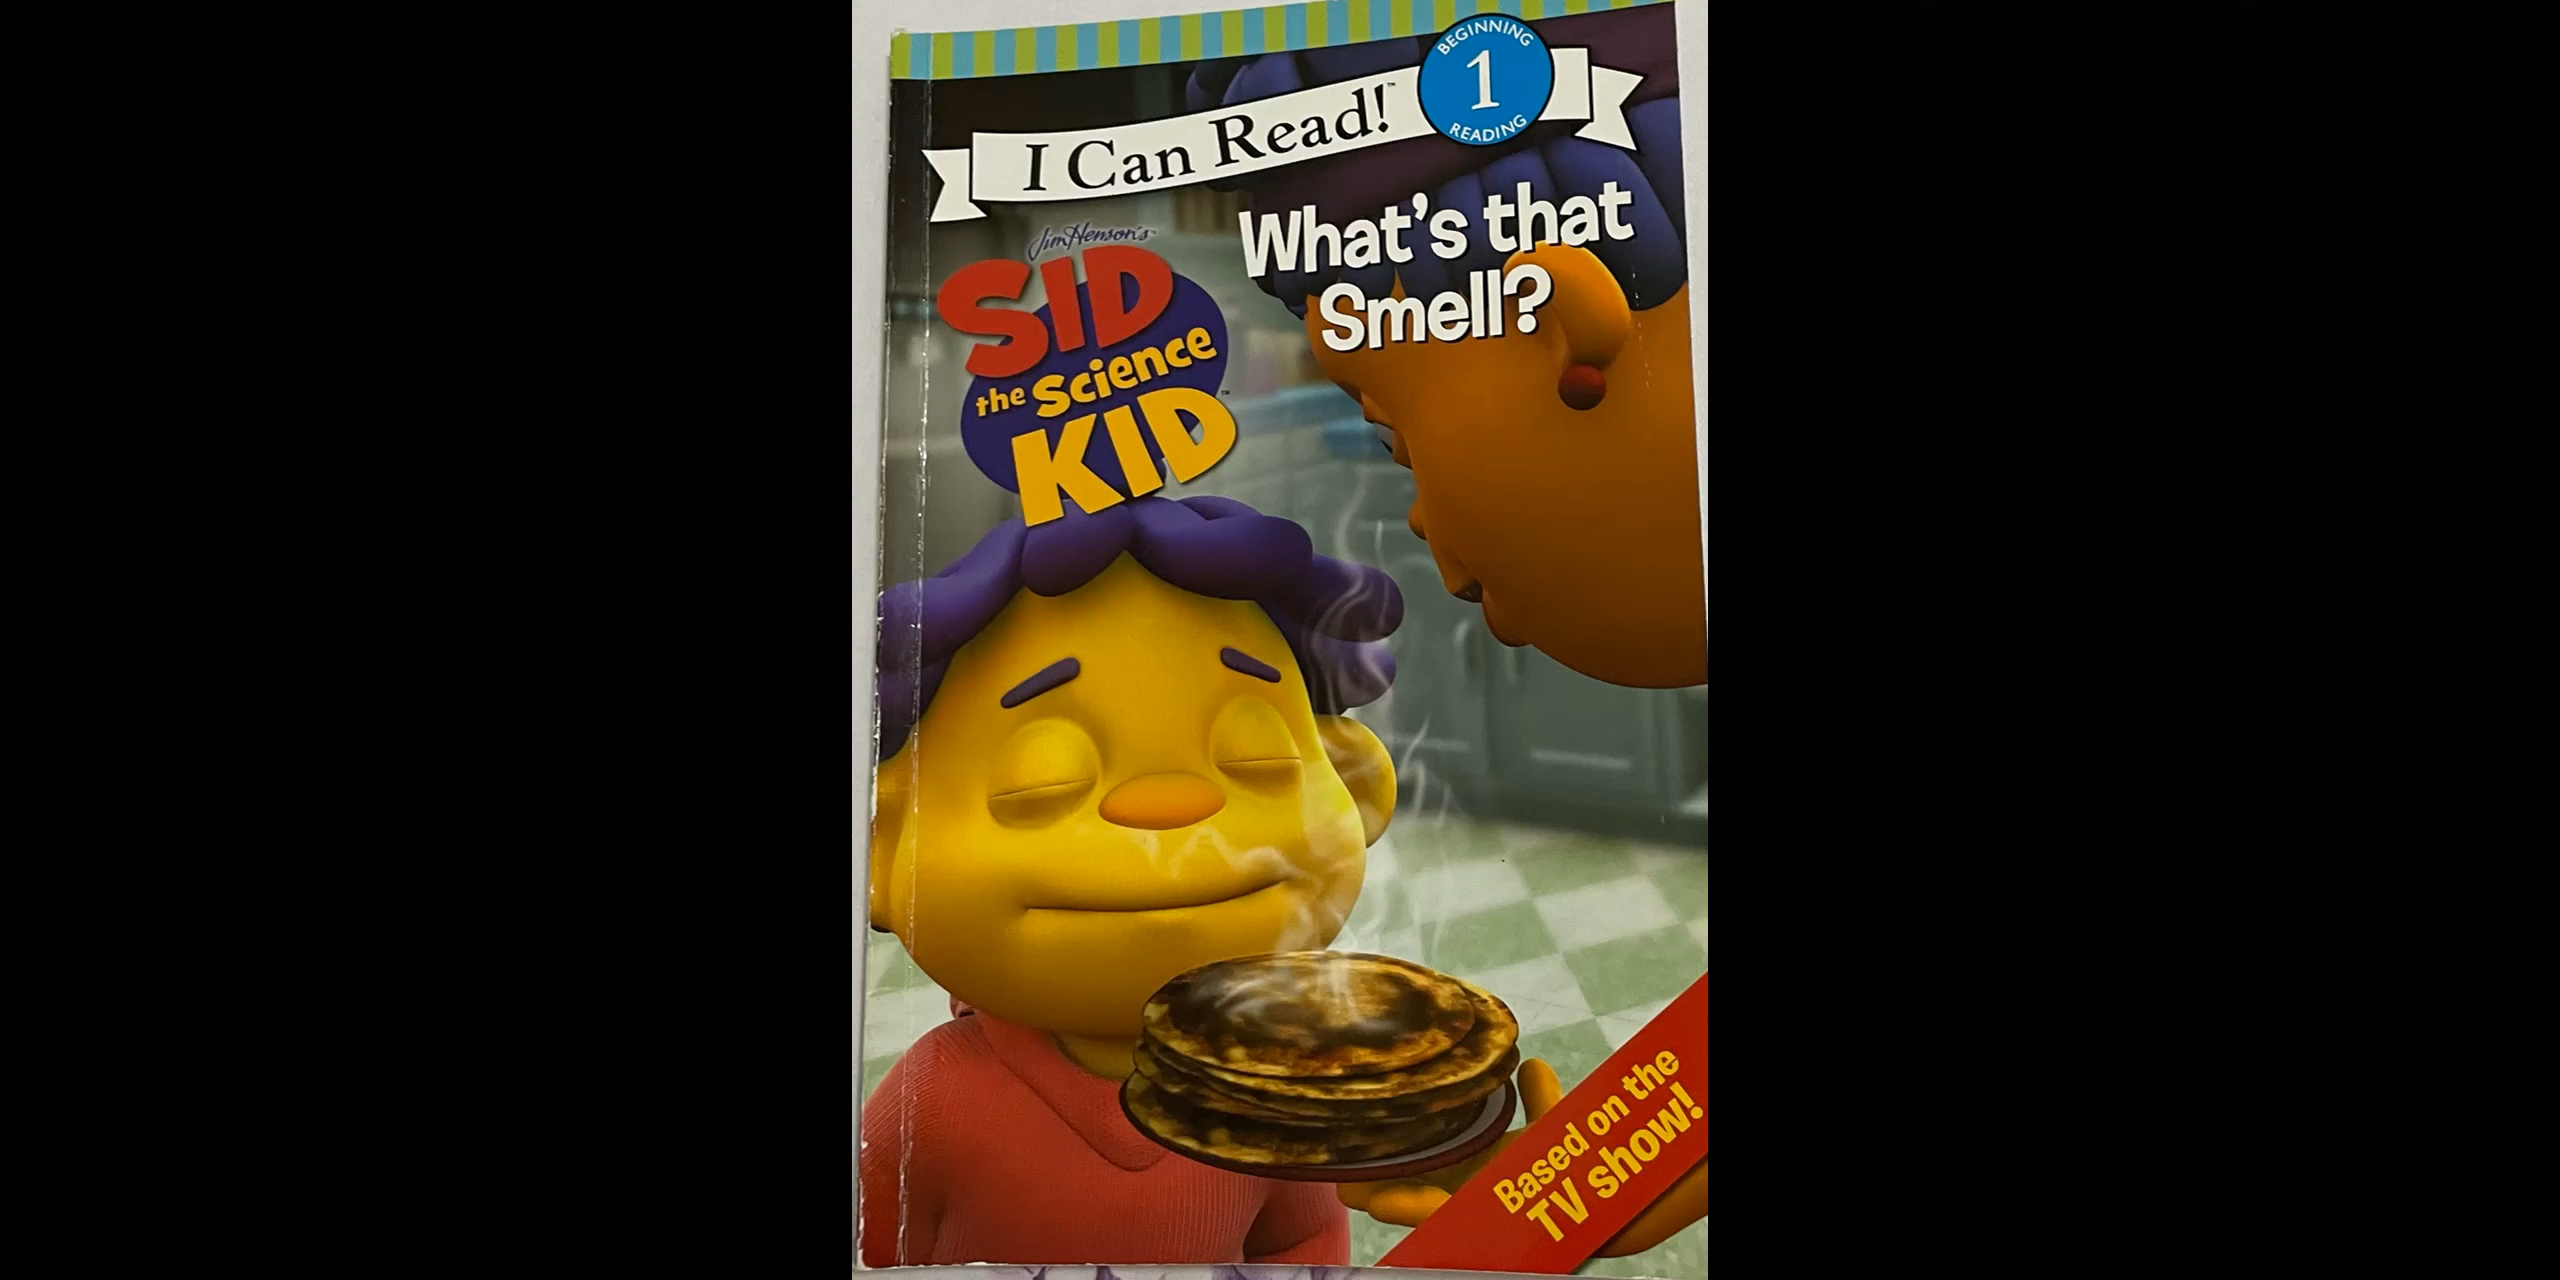 BEGINNING
1
READING
I Can Read!™
Jim Henson's
SID
the Science
KID™
What's that
Smell?
Based on the
TV show!